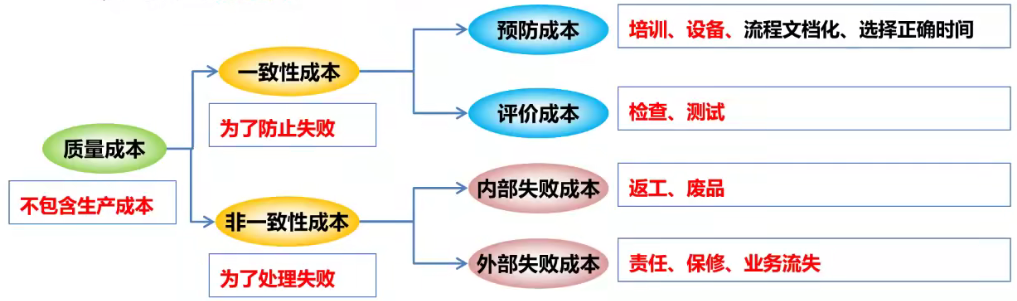 质量成本
不包含生产成本
一致性成本
为了防止失败
预防成本
培训、设备、流程文档化、选择正确时间
评价成本
检查、测试
非一致性成本
为了处理失败
内部失败成本
返工、废品
外部失败成本
责任、保修、业务流失